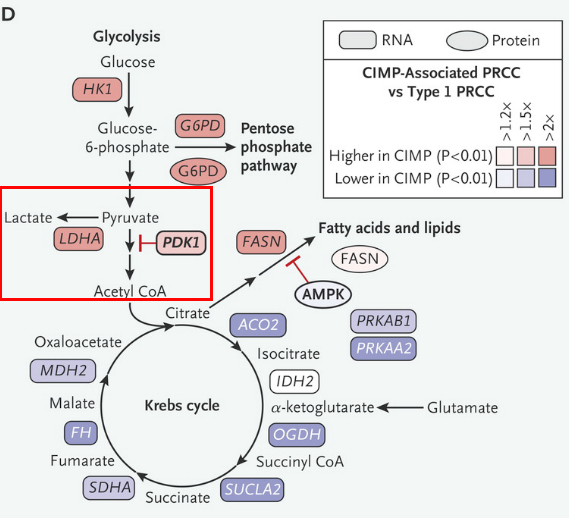 D
Glycolysis
Glucose
HK1
Glucose-
6-phosphate
G6PD
G6PD
Pentose
phosphate
pathway
RNA
Protein
CIMP-Associated PRCC
vs Type 1 PRCC
>1.2×
>1.5×
>2×
Higher in CIMP (P<0.01)
Lower in CIMP (P<0.01)
Lactate
Pyruvate
LDHA
PDK1
Acetyl CoA
FASN
Fatty acids and lipids
FASN
AMPK
PRKAB1
PRKAA2
Citrate
ACO2
Isocitrate
IDH2
α-ketoglutarate
Glutamate
OGDH
Succinyl CoA
SUCLA2
Succinate
SDHA
Fumarate
FH
Malate
MDH2
Oxaloacetate
Krebs cycle